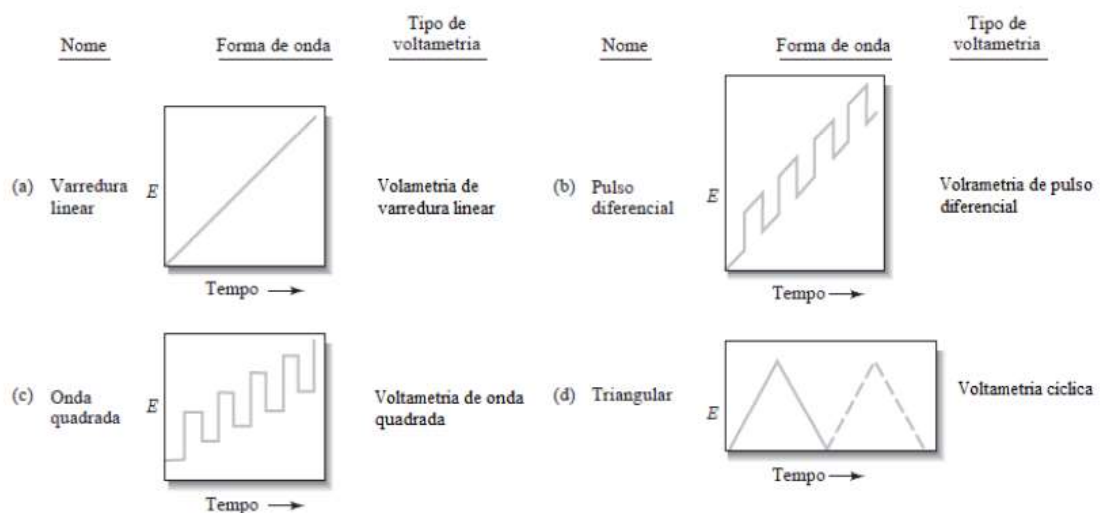 Nome
Forma de onda
Tipo de
voltametria
Nome
Forma de onda
Tipo de
voltametria
(a) Varredura
linear
E
Tempo
Volametria de
varredura linear
(b) Pulso
diferencial
E
Tempo
Volrametria de pulso
diferencial
(c) Onda
quadrada
E
Tempo
Voltametria de onda
quadrada
(d) Triangular
E
Tempo
Voltametria cíclica